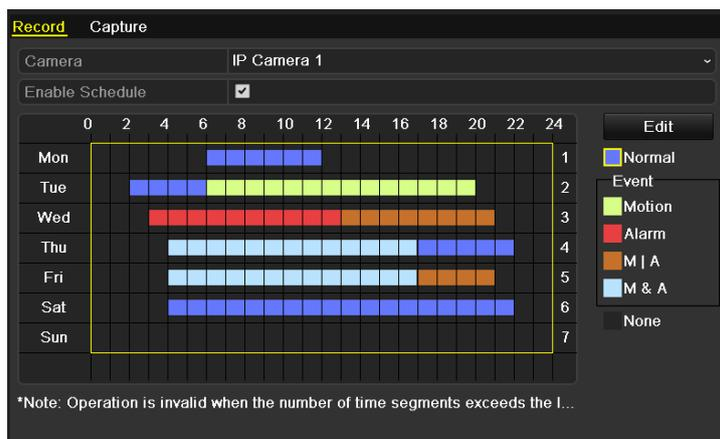 Record Capture
Camera IP Camera 1
Enable Schedule
0 2 4 6 8 10 12 14 16 18 20 22 24 Edit
Mon 1 Normal
Event
Tue 2 Motion
Wed 3 Alarm
Thu 4 M | A
Fri 5 M & A
Sat 6 None
Sun 7
*Note: Operation is invalid when the number of time segments exceeds the l...